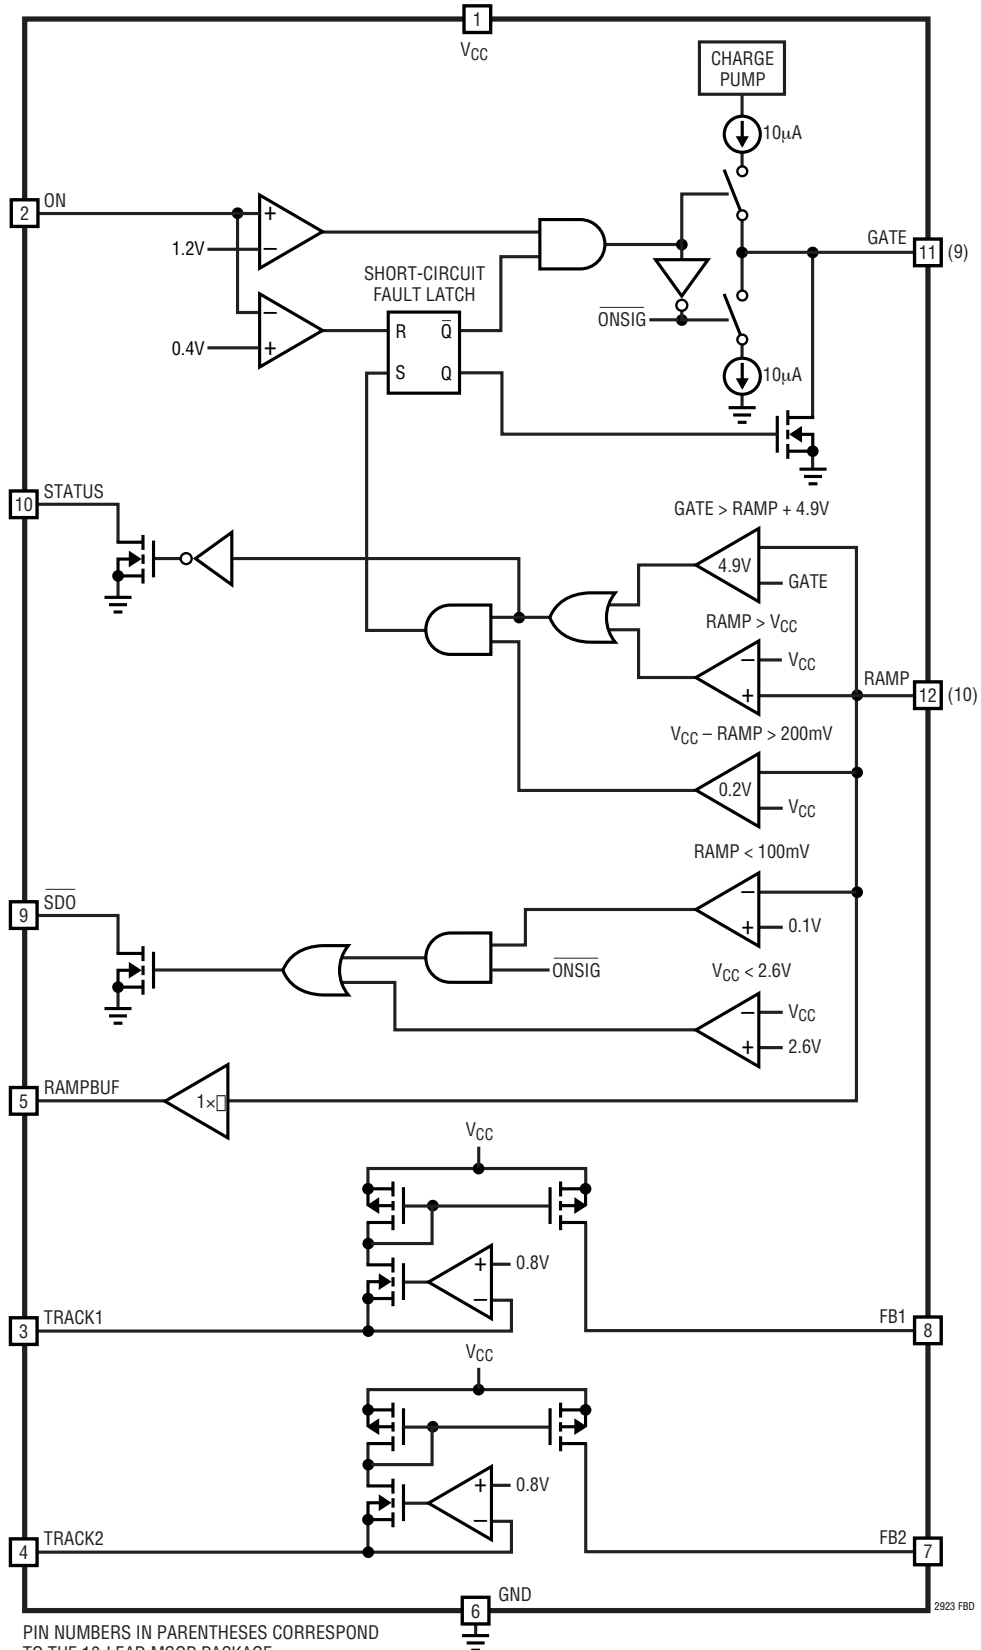 1
VCC
CHARGE
PUMP
10µA
2
ON
+
1.2V
–
GATE
11
(9)
SHORT-CIRCUIT
FAULT LATCH
–
0.4V
+
R
Q̅
S
Q
O̅N̅S̅I̅G̅
10µA
10
STATUS
GATE > RAMP + 4.9V
4.9V
GATE
RAMP > VCC
–
VCC
+
RAMP
12
(10)
VCC – RAMP > 200mV
0.2V
VCC
RAMP < 100mV
–
+
0.1V
9
S̅D̅O̅
O̅N̅S̅I̅G̅
VCC < 2.6V
–
VCC
+
2.6V
5
RAMPBUF
1×
VCC
+
0.8V
–
3
TRACK1
FB1
8
VCC
+
0.8V
–
4
TRACK2
FB2
7
6
GND
2923 FBD
PIN NUMBERS IN PARENTHESES CORRESPOND